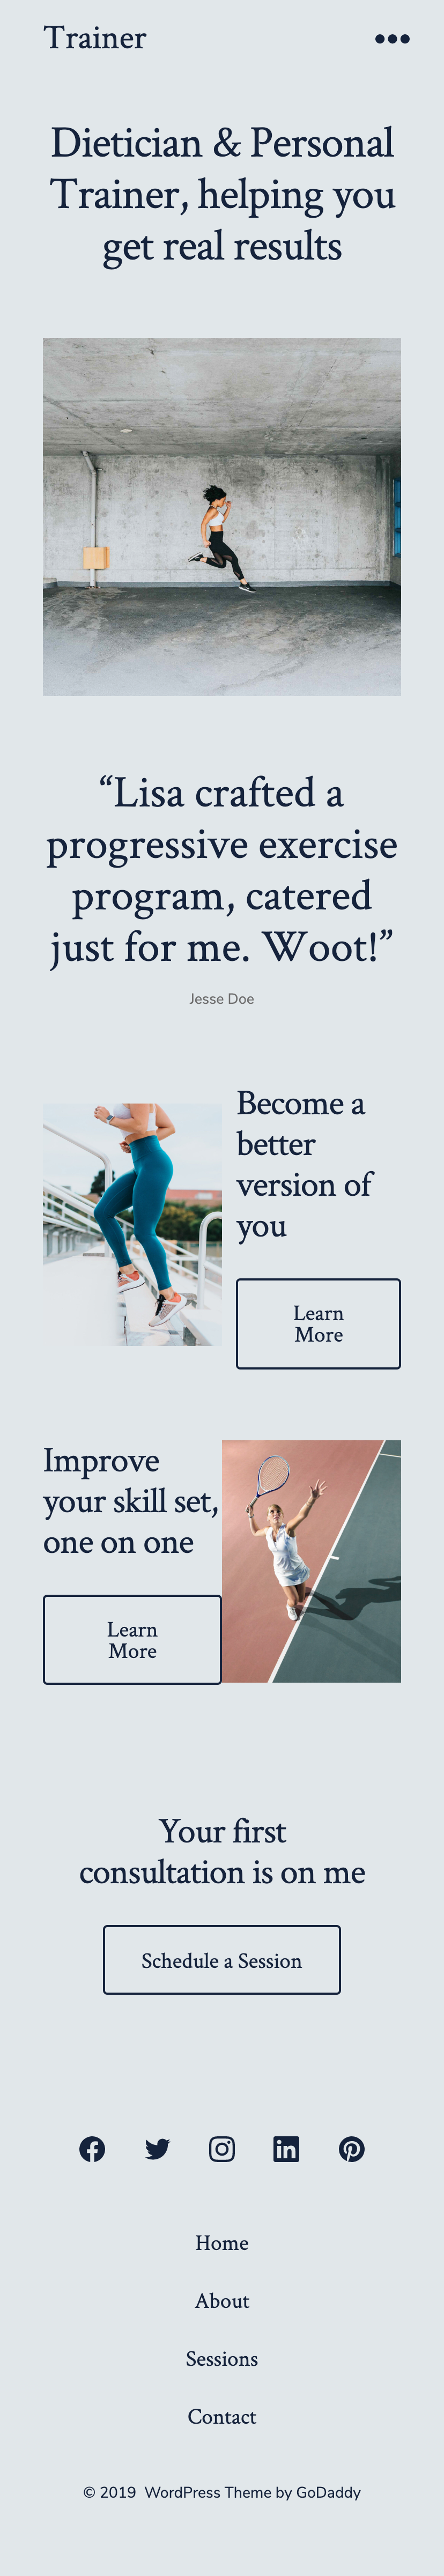 Trainer
Dietician & Personal
Trainer, helping you
get real results
“Lisa crafted a
progressive exercise
program, catered
just for me. Woot!”
Jesse Doe
Become a
better
version of
you
Learn
More
Improve
your skill set,
one on one
Learn
More
Your first
consultation is on me
Schedule a Session
Home
About
Sessions
Contact
© 2019 WordPress Theme by GoDaddy